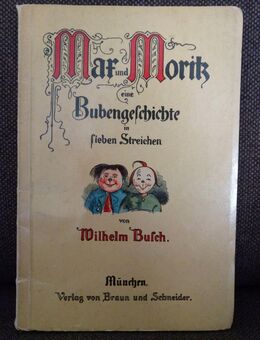 Max und Moritz
eine
Bubengeschichte
in
sieben Streichen
von
Wilhelm Busch.
München.
Verlag von Braun und Schneider.